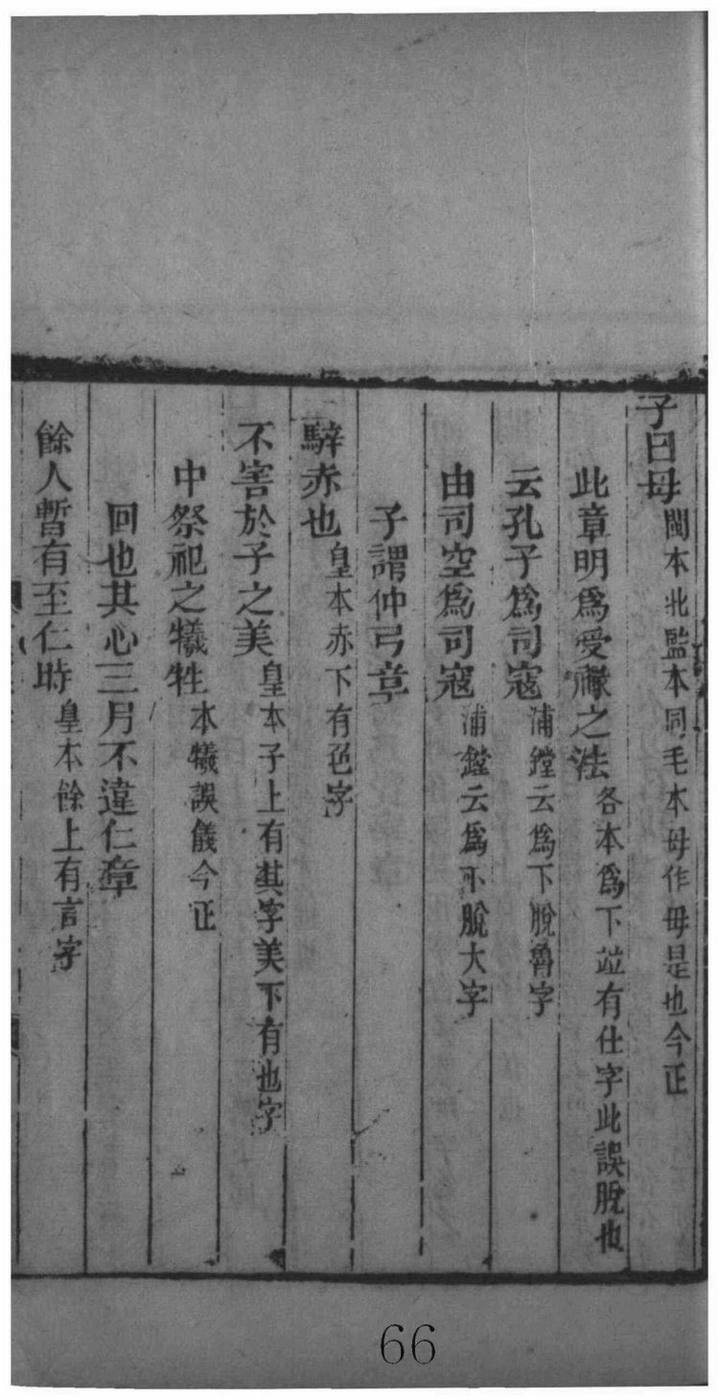 子曰母閩本北監本同毛本母作毋是也今正
此章明爲受祿之法各本爲下並有仕字此誤脫也
云孔子爲司寇浦鏜云爲下脫魯字
由司空爲司寇浦鏜云爲下脫大字
子謂仲弓章
騂赤也皇本赤下有色字
不害於子之美皇本子上有其字美下有也字
中祭祀之犧牲本犧誤儀今正
回也其心三月不違仁章
餘人暫有至仁時皇本餘上有言字
66